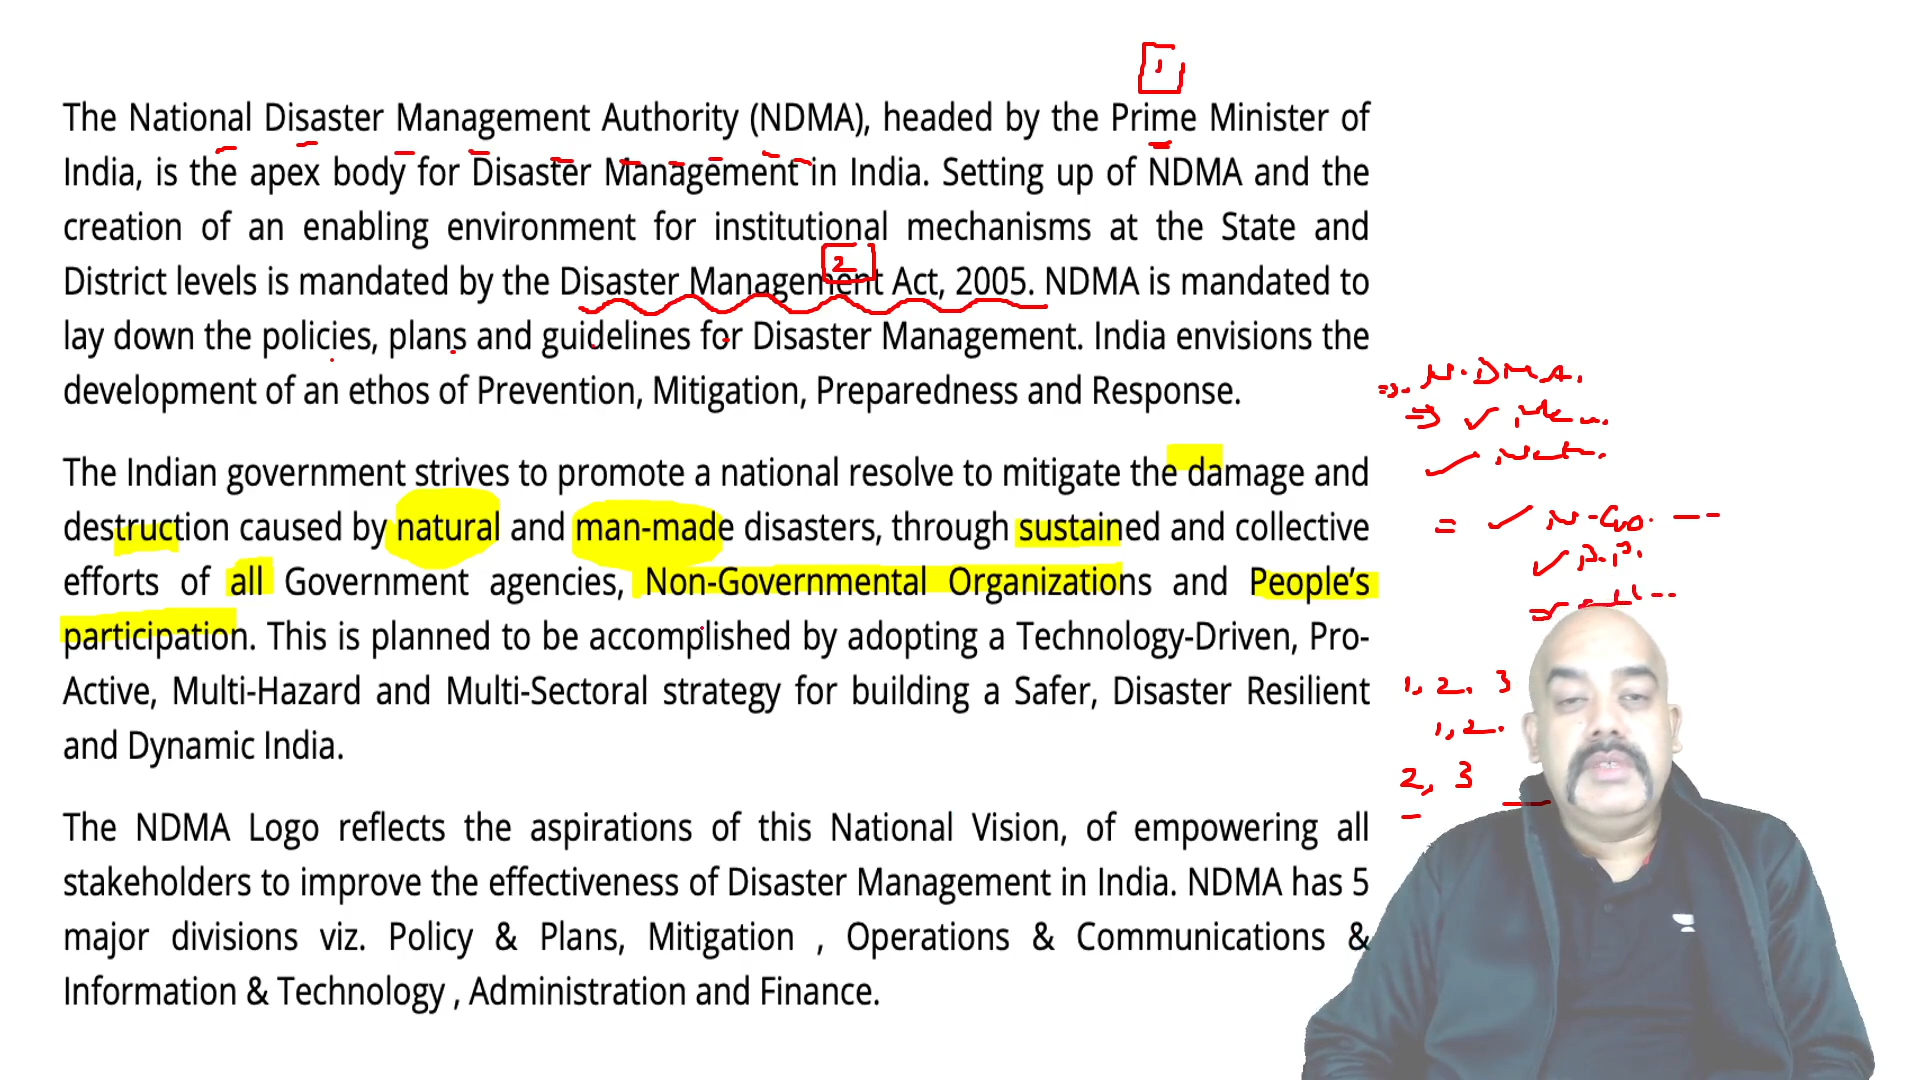 1
The National Disaster Management Authority (NDMA), headed by the Prime Minister of
India, is the apex body for Disaster Management in India. Setting up of NDMA and the
creation of an enabling environment for institutional mechanisms at the State and
2
District levels is mandated by the Disaster Management Act, 2005. NDMA is mandated to
lay down the policies, plans and guidelines for Disaster Management. India envisions the
development of an ethos of Prevention, Mitigation, Preparedness and Response.
N.DMA.
The Indian government strives to promote a national resolve to mitigate the damage and
destruction caused by natural and man-made disasters, through sustained and collective
efforts of all Government agencies, Non-Governmental Organizations and People's
participation. This is planned to be accomplished by adopting a Technology-Driven, Pro-
Active, Multi-Hazard and Multi-Sectoral strategy for building a Safer, Disaster Resilient
and Dynamic India.
1, 2. 3
1, 2.
2, 3
The NDMA Logo reflects the aspirations of this National Vision, of empowering all
stakeholders to improve the effectiveness of Disaster Management in India. NDMA has 5
major divisions viz. Policy & Plans, Mitigation , Operations & Communications &
Information & Technology , Administration and Finance.